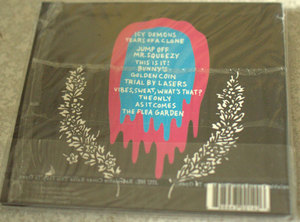 ICY DEMONS
TEARS OF A CLONE
JUMP OFF
MR. SQUEEZY
THIS IS IT!
BUNNY'S
GOLDEN COIN
TRIAL BY LASERS
VIBES, SWEAT, WHAT'S THAT?
THE ONLY
AS IT COMES
THE FLEA GARDEN